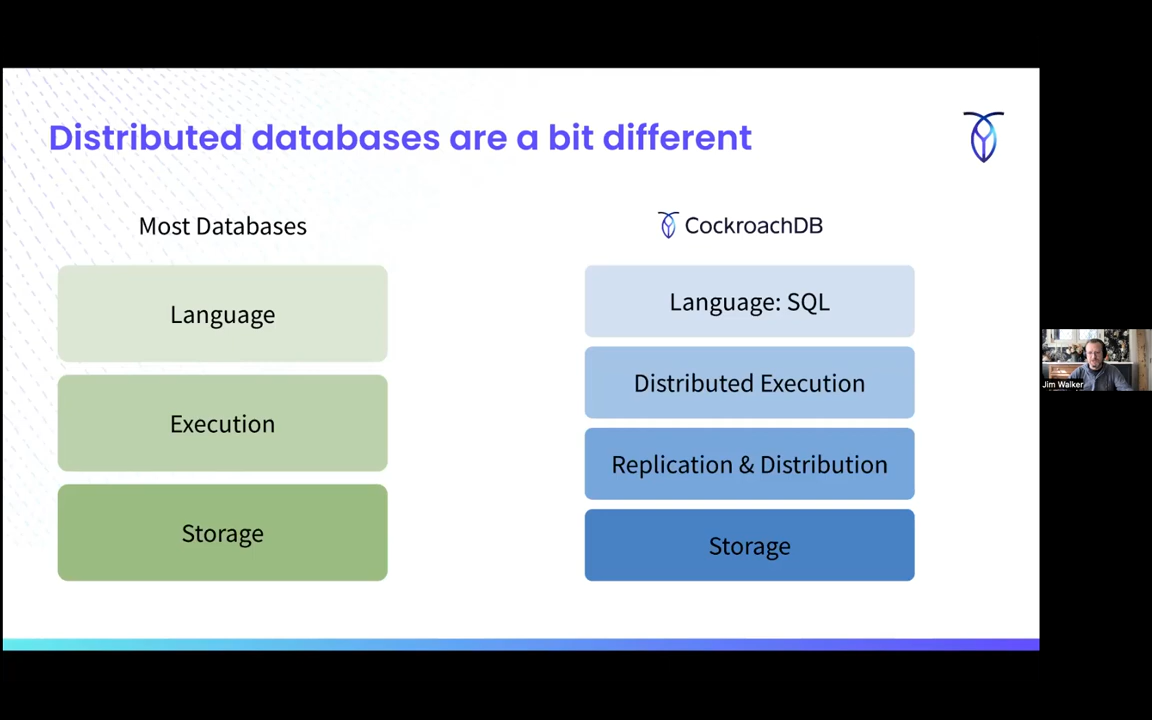 Distributed databases are a bit different
Most Databases
Language
Execution
Storage
CockroachDB
Language: SQL
Distributed Execution
Replication & Distribution
Storage
Jim Walker